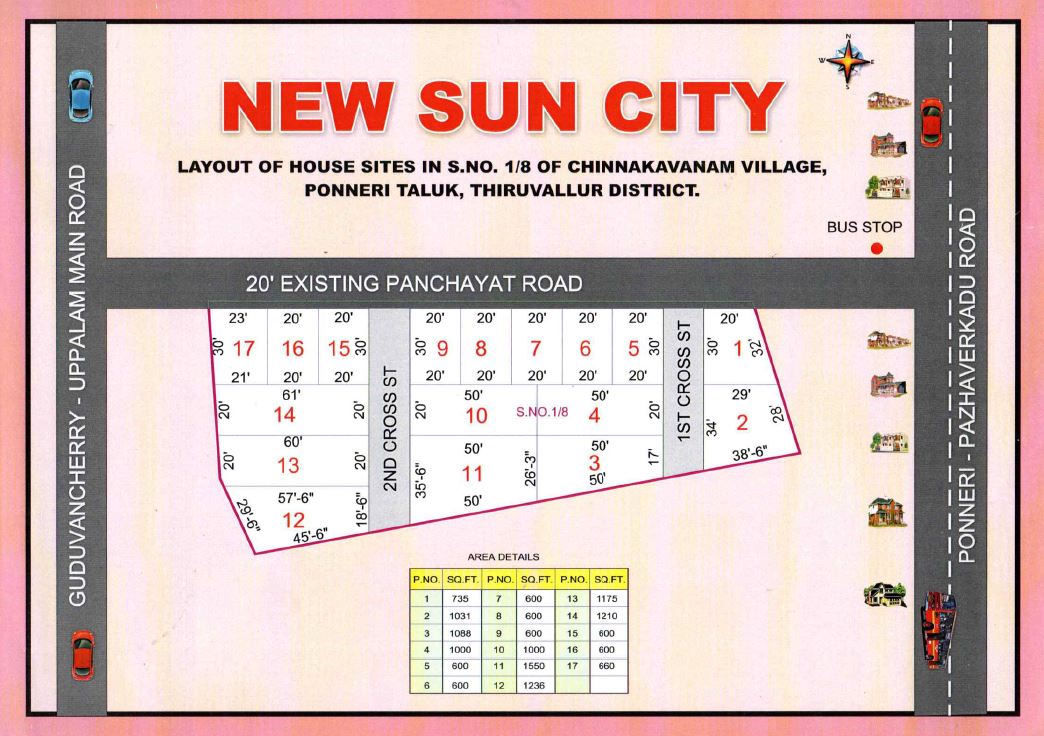 N
W E
S
NEW SUN CITY
LAYOUT OF HOUSE SITES IN S.NO. 1/8 OF CHINNAKAVANAM VILLAGE,
PONNERI TALUK, THIRUVALLUR DISTRICT.
BUS STOP
GUDUVANCHERRY - UPPALAM MAIN ROAD
PONNERI - PAZHAVERKADU ROAD
20' EXISTING PANCHAYAT ROAD
23' 20' 20' 20' 20' 20' 20' 20' 20'
30' 17 16 15 30' 30' 9 8 7 6 5 30' 30' 1 32'
21' 20' 20' 20' 20' 20' 20' 20'
2ND CROSS ST
1ST CROSS ST
61' 50' 50' 29'
20' 14 20' 20' 10 S.NO.1/8 4 20' 34' 2 28'
60' 50' 50' 38'-6"
20' 13 20' 35'-6" 11 26'-3" 3 17'
50' 50'
57'-6"
29'-6" 12 18'-6"
45'-6"
AREA DETAILS
P.NO. SQ.FT. P.NO. SQ.FT. P.NO. SQ.FT.
1 735 7 600 13 1175
2 1031 8 600 14 1210
3 1088 9 600 15 600
4 1000 10 1000 16 600
5 600 11 1550 17 660
6 600 12 1236